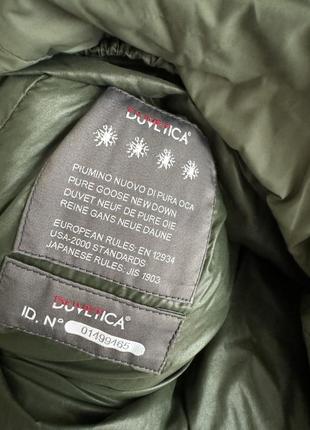 DUVETICA®
PIUMINO NUOVO DI PURA OCA
PURE GOOSE NEW DOWN
DUVET NEUF DE PURE OIE
REINE GANS NEUE DAUNE
EUROPEAN RULES: EN 12934
USA-2000 STANDARDS
JAPANESE RULES: JIS 1903
DUVETICA®
ID. N° 01499465